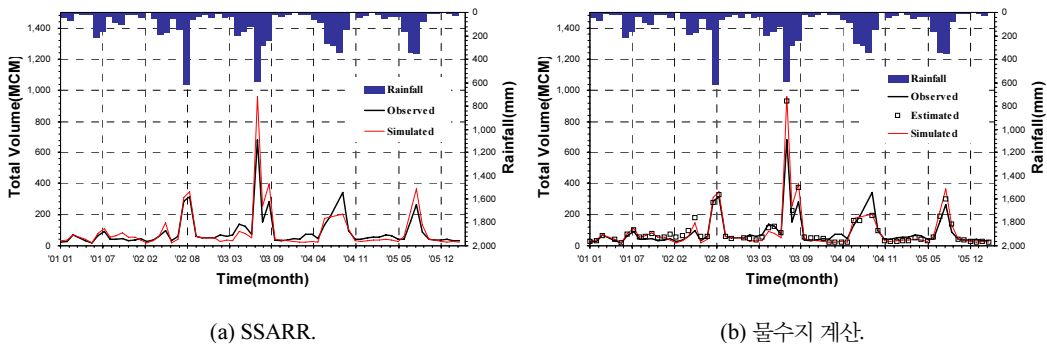 1,400
1,200
1,000
800
600
400
200
0
Total Volume(MCM)
0
200
400
600
800
1,000
1,200
1,400
1,600
1,800
2,000
Rainfall(mm)
Rainfall
Observed
Simulated
'01 01 01 07 '02 02 '02 08 '03 03 '03 09 '04 04 '04 11 '05 06 '05 12
Time(month)
(a) SSARR.
1,400
1,200
1,000
800
600
400
200
0
Total Volume(MCM)
0
200
400
600
800
1,000
1,200
1,400
1,600
1,800
2,000
Rainfall(mm)
Rainfall
Observed
Estimated
Simulated
'01 01 01 07 '02 02 '02 08 '03 03 '03 09 '04 04 '04 11 '05 06 '05 12
Time(month)
(b) 물수지 계산.